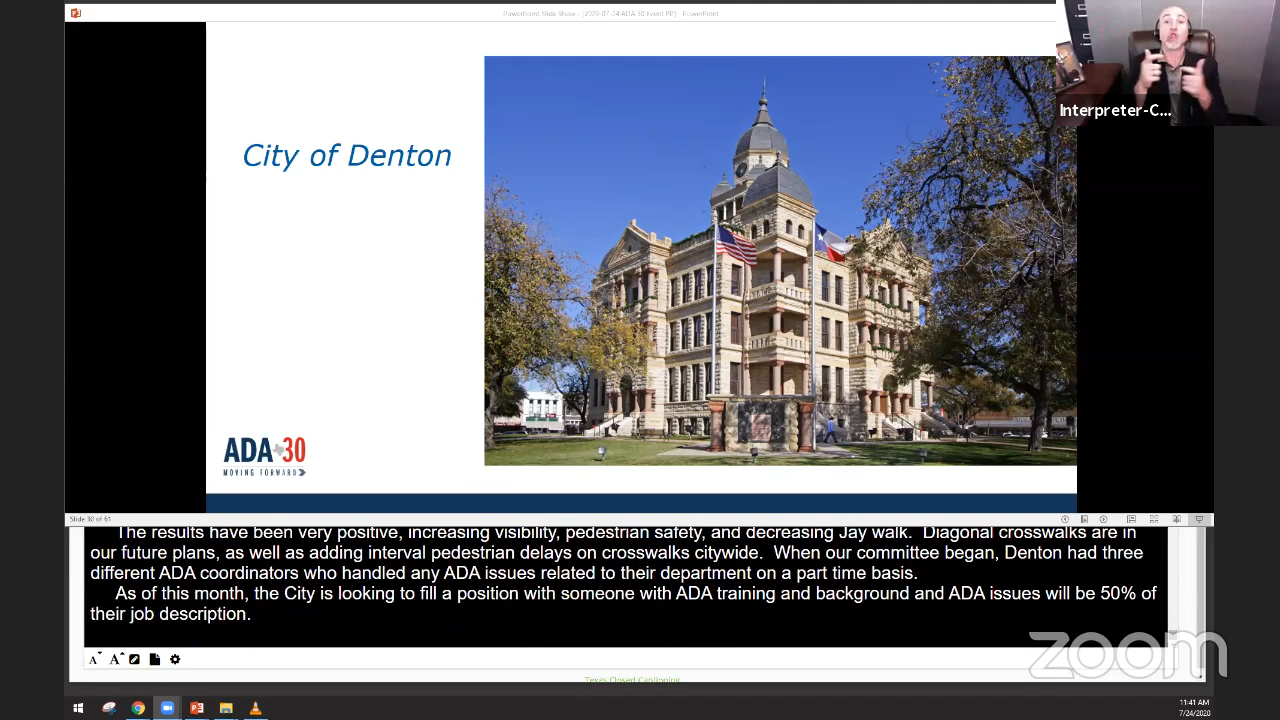 PowerPoint Slide Show - [2020-07-24 ADA 30 Event PP] - PowerPoint
Interpreter-C...
City of Denton
ADA 30
MOVING FORWARD
Slide 30 of 61
The results have been very positive, increasing visibility, pedestrian safety, and decreasing Jay walk. Diagonal crosswalks are in
our future plans, as well as adding interval pedestrian delays on crosswalks citywide. When our committee began, Denton had three
different ADA coordinators who handled any ADA issues related to their department on a part time basis.
As of this month, the City is looking to fill a position with someone with ADA training and background and ADA issues will be 50% of
their job description.
zoom
A A
Texas Closed Captioning
11:41 AM
7/24/2020